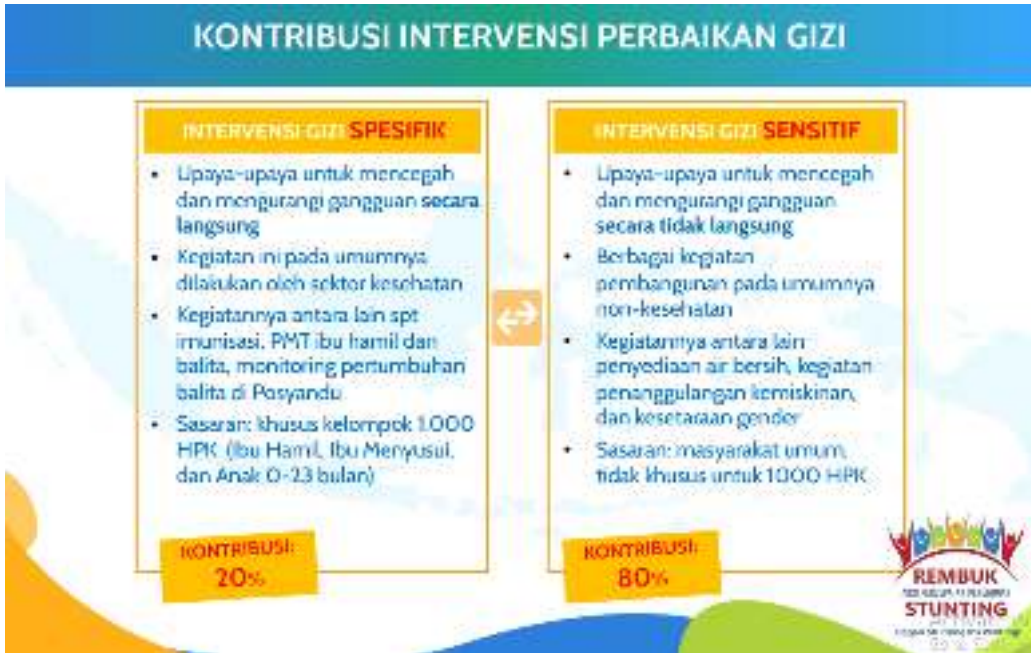 KONTRIBUSI INTERVENSI PERBAIKAN GIZI
INTERVENSI GIZI SPESIFIK
• Upaya-upaya untuk mencegah
dan mengurangi gangguan secara
langsung
• Kegiatan ini pada umumnya
dilakukan oleh sektor kesehatan
• Kegiatannya antara lain spt
imunisasi, PMT ibu hamil dan
balita, monitoring pertumbuhan
balita di Posyandu
• Sasaran: khusus kelompok 1.000
HPK (Ibu Hamil, Ibu Menyusui,
dan Anak 0-23 bulan)
KONTRIBUSI:
20%
INTERVENSI GIZI SENSITIF
• Upaya-upaya untuk mencegah
dan mengurangi gangguan
secara tidak langsung
• Berbagai kegiatan
pembangunan pada umumnya
non-kesehatan
• Kegiatannya antara lain
penyediaan air bersih, kegiatan
penanggulangan kemiskinan,
dan kesetaraan gender
• Sasaran: masyarakat umum,
tidak khusus untuk 1000 HPK
KONTRIBUSI:
80%
REMBUK
STUNTING